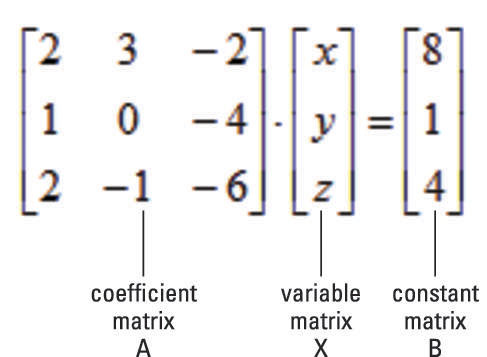 2 3 −2 x 8
1 0 −4 · y = 1
2 −1 −6 z 4
coefficient matrix A
variable matrix X
constant matrix B